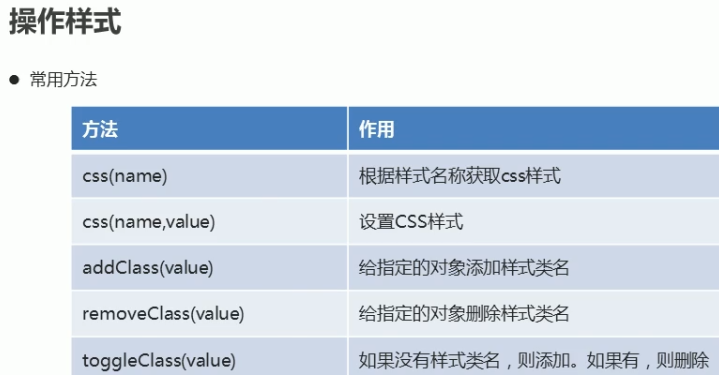 操作样式
● 常用方法
方法 作用
css(name) 根据样式名称获取css样式
css(name,value) 设置CSS样式
addClass(value) 给指定的对象添加样式类名
removeClass(value) 给指定的对象删除样式类名
toggleClass(value) 如果没有样式类名，则添加。如果有，则删除